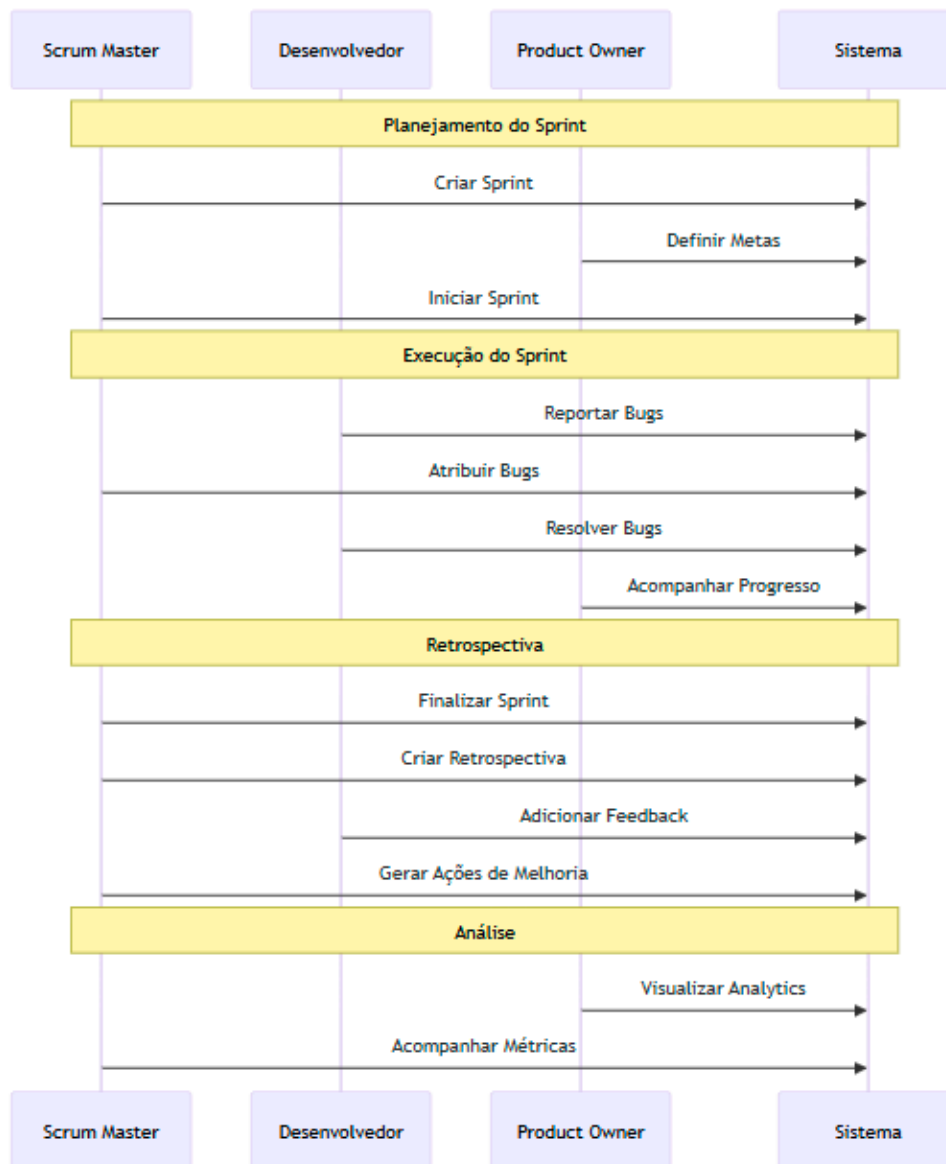 Scrum Master
Desenvolvedor
Product Owner
Sistema
Planejamento do Sprint
Criar Sprint
Definir Metas
Iniciar Sprint
Execução do Sprint
Reportar Bugs
Atribuir Bugs
Resolver Bugs
Acompanhar Progresso
Retrospectiva
Finalizar Sprint
Criar Retrospectiva
Adicionar Feedback
Gerar Ações de Melhoria
Análise
Visualizar Analytics
Acompanhar Métricas
Scrum Master
Desenvolvedor
Product Owner
Sistema